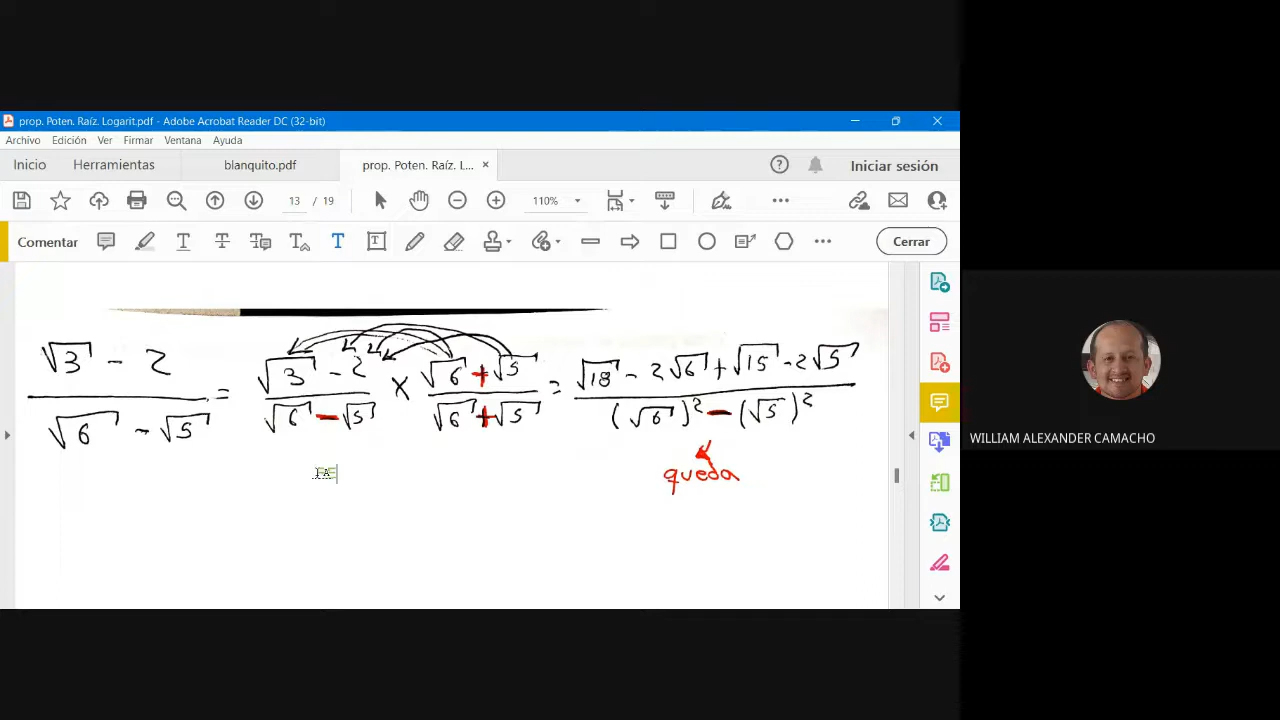 prop. Poten. Raíz. Logarit.pdf - Adobe Acrobat Reader DC (32-bit)
Archivo Edición Ver Firmar Ventana Ayuda
Inicio Herramientas blanquito.pdf prop. Poten. Raíz. L... × Iniciar sesión
13 / 19 110%
Comentar Cerrar
√3 - 2 / √6 - √5 = √3 - 2 / √6 - √5 × √6 + √5 / √6 + √5 = √18 - 2√6 + √15 - 2√5 / (√6)² - (√5)²
queda
WILLIAM ALEXANDER CAMACHO